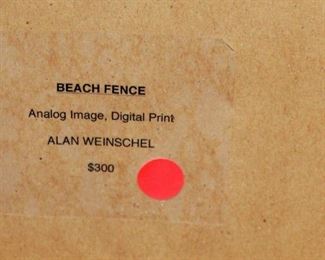 BEACH FENCE
Analog Image, Digital Print
ALAN WEINSCHEL
$300